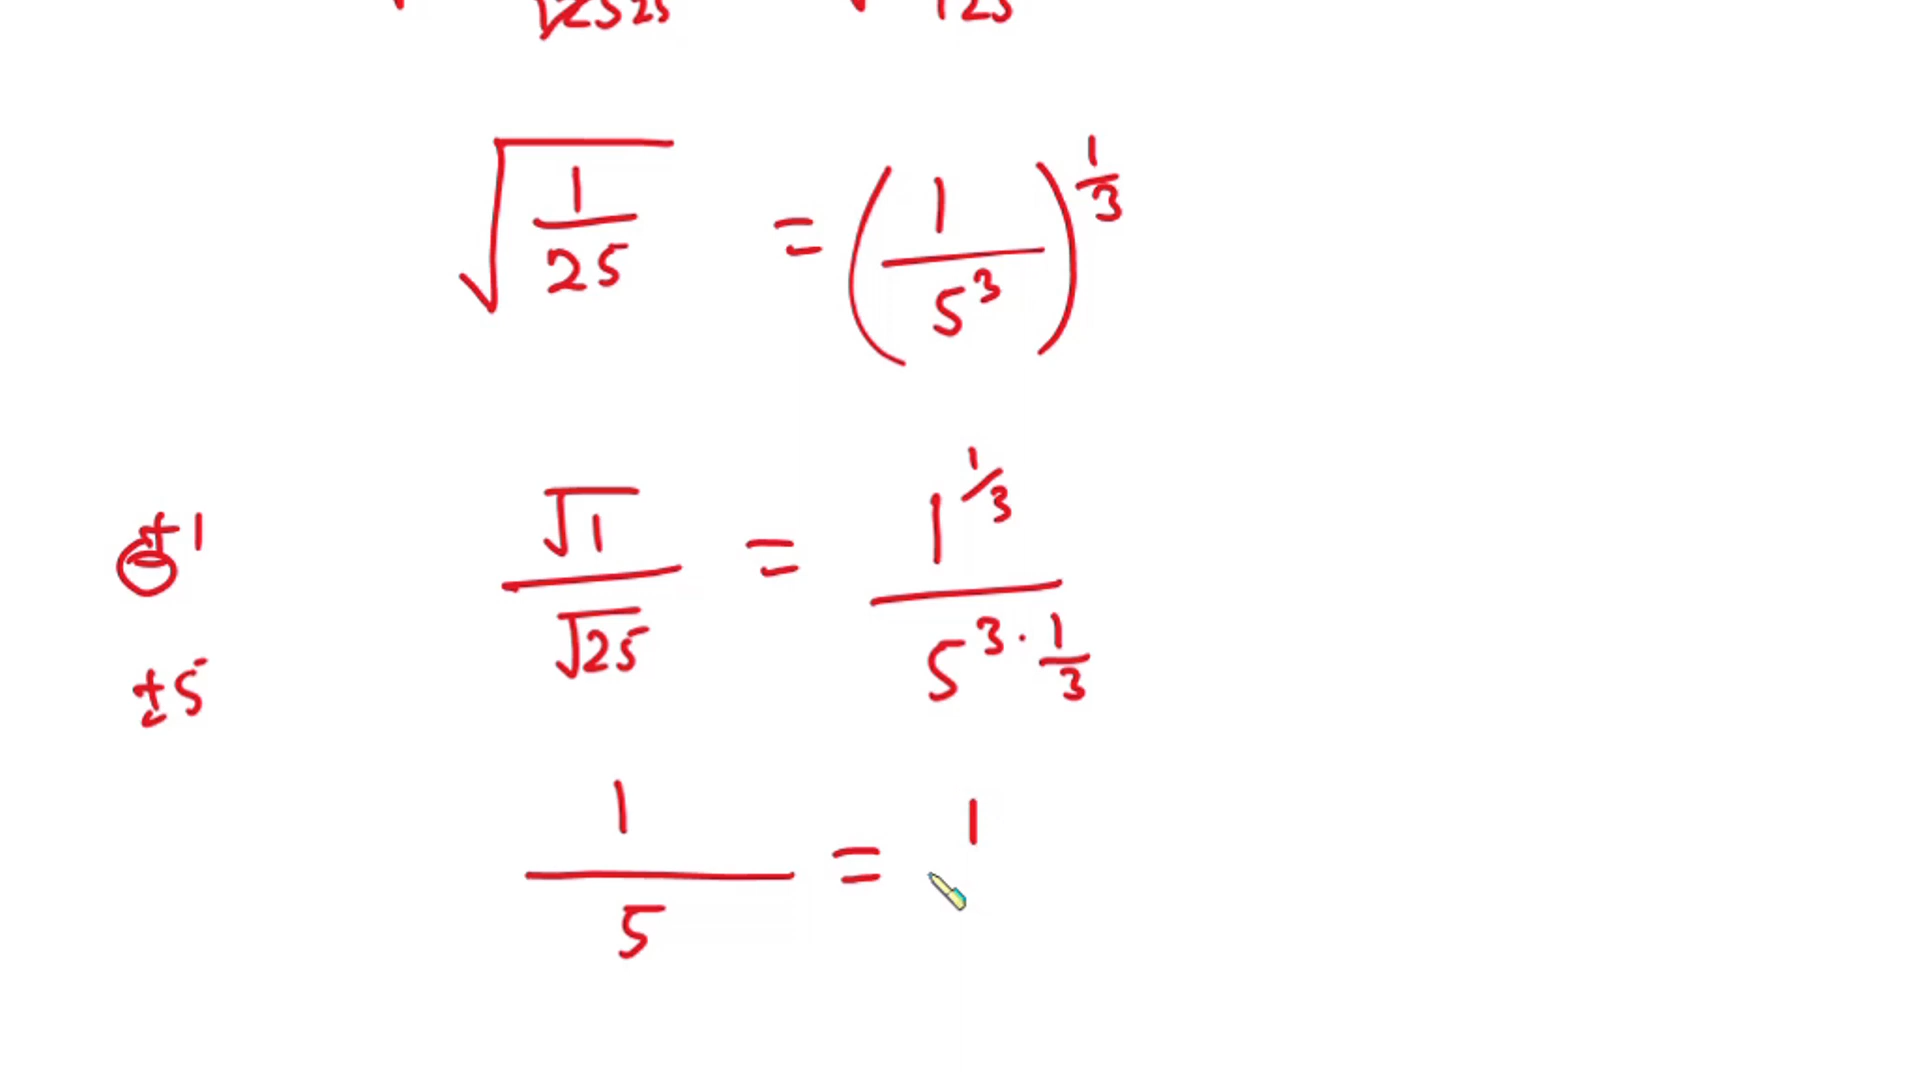 √(1/25) = (1/5³)^(1/3)
±1
√1/√25 = 1^(1/3)/5^(3·1/3)
±5
1/5 = 1